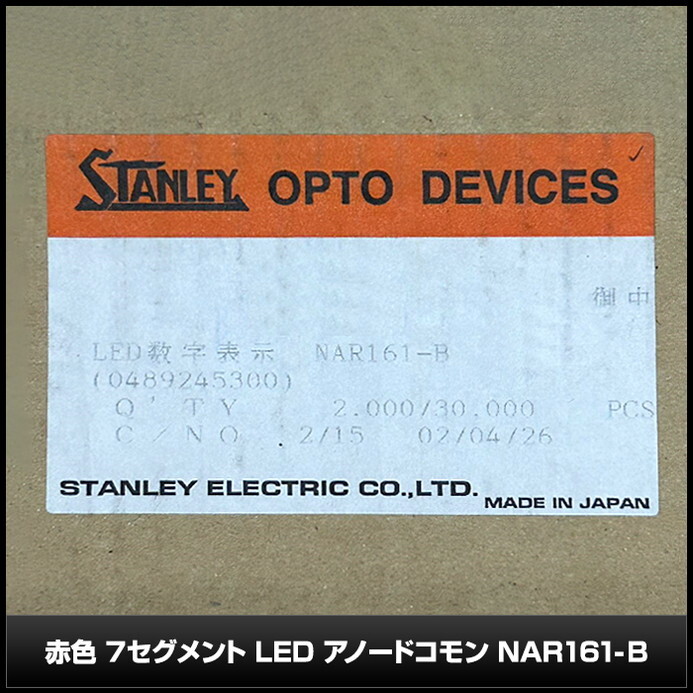 STANLEY OPTO DEVICES
御中
LED数字表示 NAR161-B
(0489245300)
Q'TY 2.000/30.000 PCS
C/NO 2/15 02/04/26
STANLEY ELECTRIC CO.,LTD.
MADE IN JAPAN
赤色 7セグメント LED アノードコモン NAR161-B